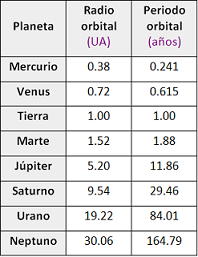 Planeta Radio orbital (UA) Periodo orbital (años)
Mercurio 0.38 0.241
Venus 0.72 0.615
Tierra 1.00 1.00
Marte 1.52 1.88
Júpiter 5.20 11.86
Saturno 9.54 29.46
Urano 19.22 84.01
Neptuno 30.06 164.79